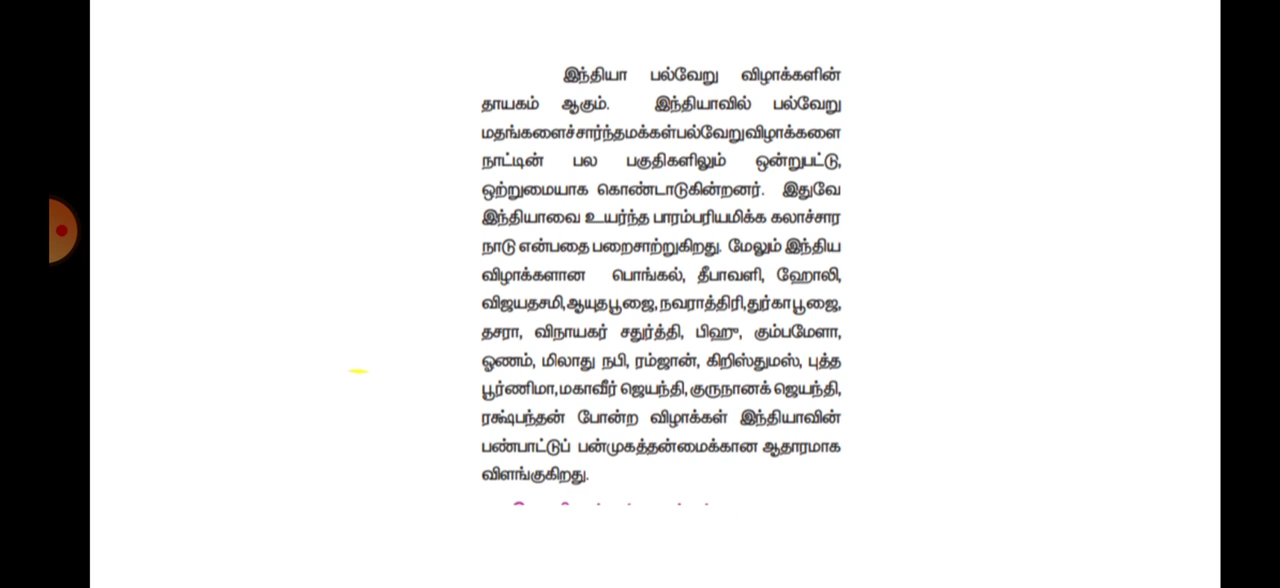 இந்தியா பல்வேறு விழாக்களின்
தாயகம் ஆகும். இந்தியாவில் பல்வேறு
மதங்களைச்சார்ந்தமக்கள்பல்வேறுவிழாக்களை
நாட்டின் பல பகுதிகளிலும் ஒன்றுபட்டு,
ஒற்றுமையாக கொண்டாடுகின்றனர். இதுவே
இந்தியாவை உயர்ந்த பாரம்பரியமிக்க கலாச்சார
நாடு என்பதை பறைசாற்றுகிறது. மேலும் இந்திய
விழாக்களான பொங்கல், தீபாவளி, ஹோலி,
விஜயதசமி,ஆயுதபூஜை, நவராத்திரி,துர்காபூஜை,
தசரா, விநாயகர் சதுர்த்தி, பிஹு, கும்பமேளா,
ஓணம், மிலாது நபி, ரம்ஜான், கிறிஸ்துமஸ், புத்த
பூர்ணிமா, மகாவீர் ஜெயந்தி, குருநானக் ஜெயந்தி,
ரக்ஷ்பந்தன் போன்ற விழாக்கள் இந்தியாவின்
பண்பாட்டுப் பன்முகத்தன்மைக்கான ஆதாரமாக
விளங்குகிறது.